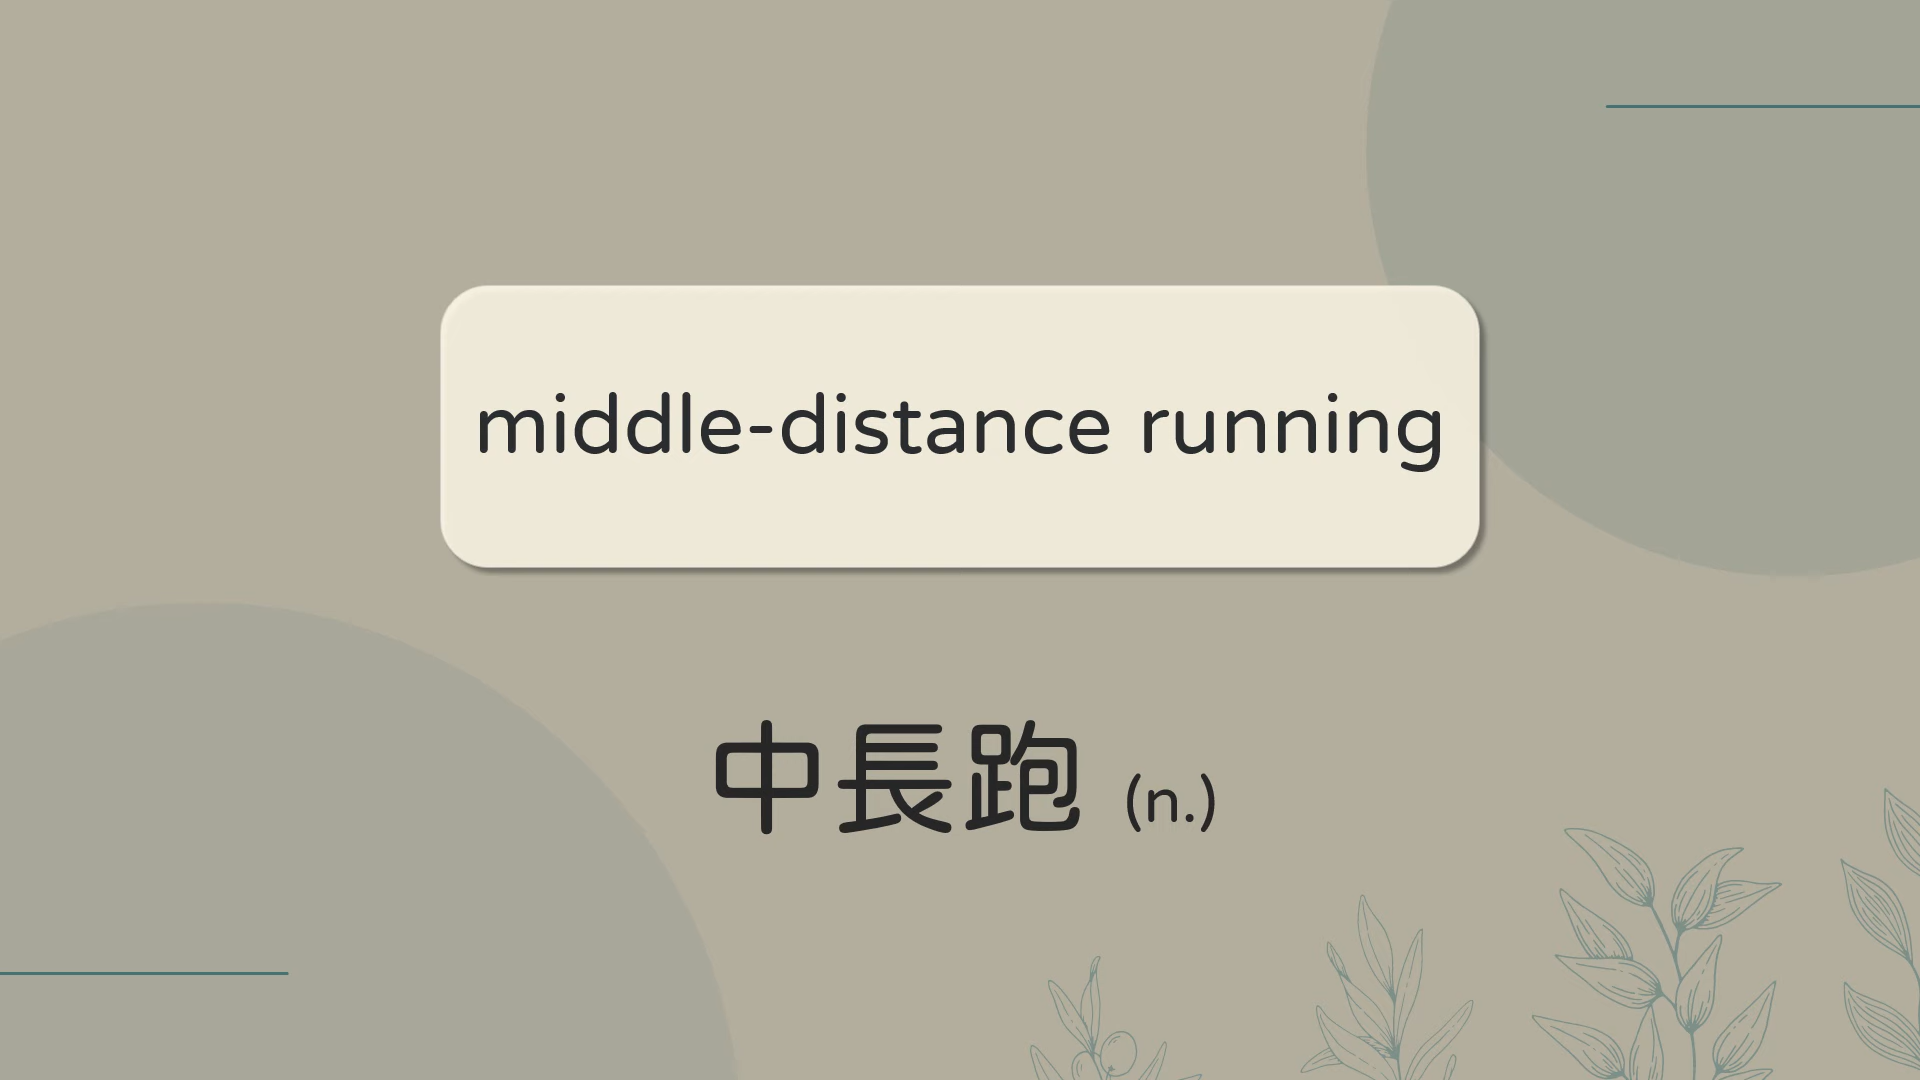 middle-distance running
中長跑 (n.)